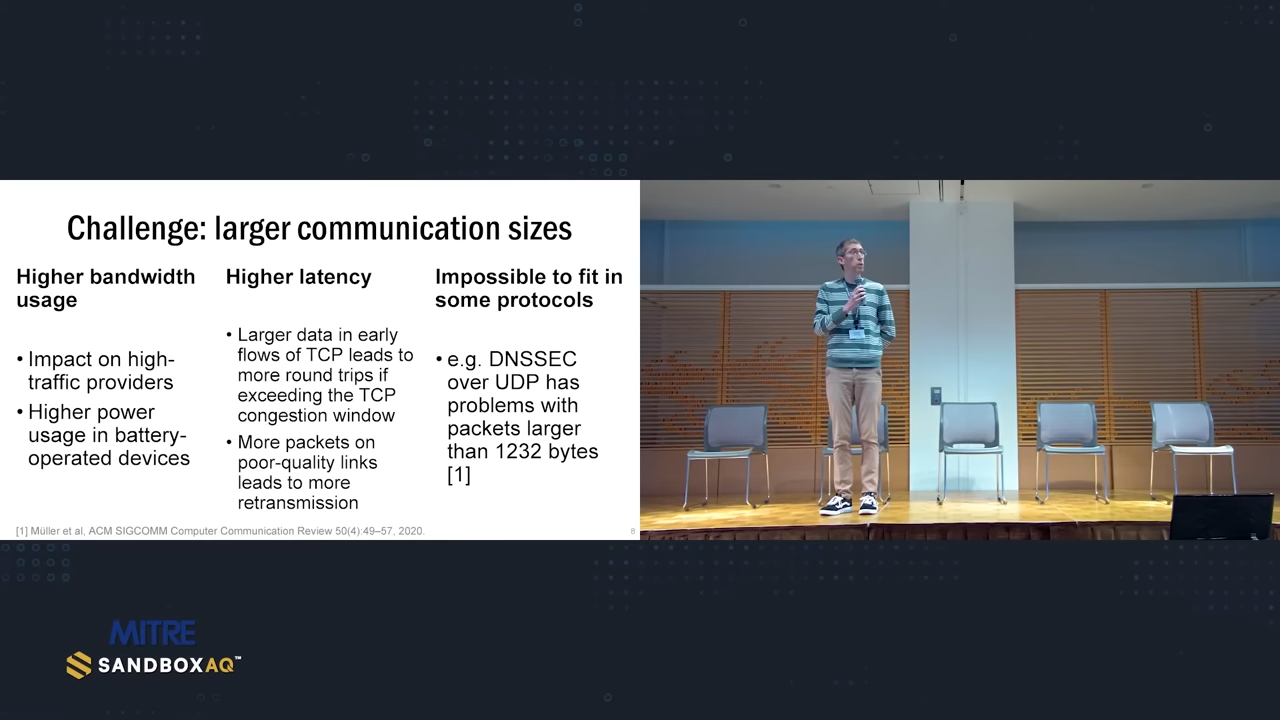 Challenge: larger communication sizes
Higher bandwidth
usage
• Impact on high-
traffic providers
• Higher power
usage in battery-
operated devices
Higher latency
• Larger data in early
flows of TCP leads to
more round trips if
exceeding the TCP
congestion window
• More packets on
poor-quality links
leads to more
retransmission
Impossible to fit in
some protocols
• e.g. DNSSEC
over UDP has
problems with
packets larger
than 1232 bytes
[1]
[1] Müller et al, ACM SIGCOMM Computer Communication Review 50(4):49–57, 2020.
8
MITRE
SANDBOXAQ™